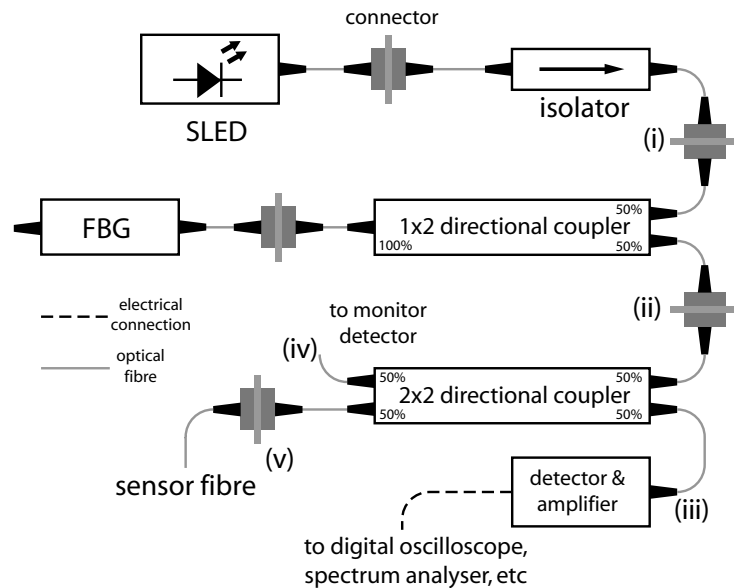 connector
SLED
isolator
(i)
FBG
1x2 directional coupler
50%
100%
50%
electrical
connection
optical
fibre
(ii)
to monitor
detector
(iv)
50%
50%
2x2 directional coupler
50%
50%
(v)
sensor fibre
detector &
amplifier
(iii)
to digital oscilloscope,
spectrum analyser, etc